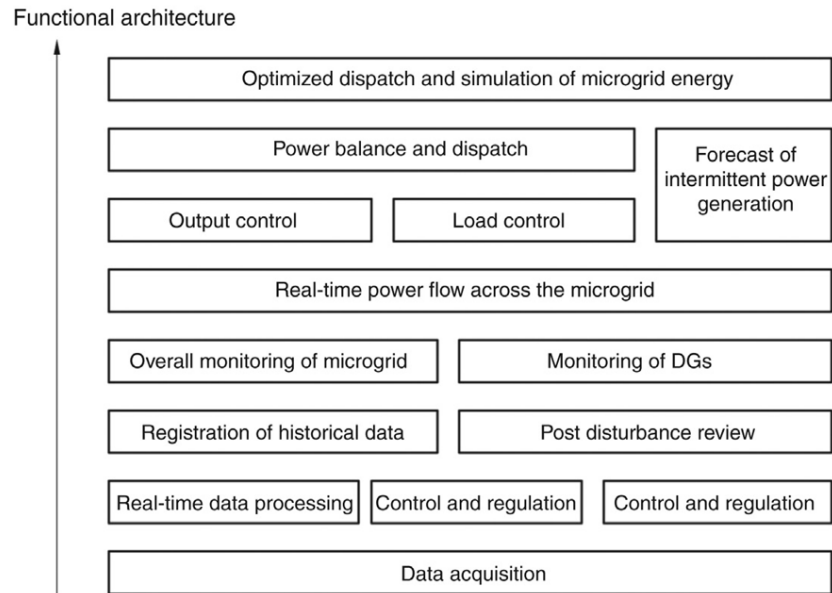 Functional architecture
Optimized dispatch and simulation of microgrid energy
Power balance and dispatch
Forecast of
intermittent power
generation
Output control
Load control
Real-time power flow across the microgrid
Overall monitoring of microgrid
Monitoring of DGs
Registration of historical data
Post disturbance review
Real-time data processing
Control and regulation
Control and regulation
Data acquisition